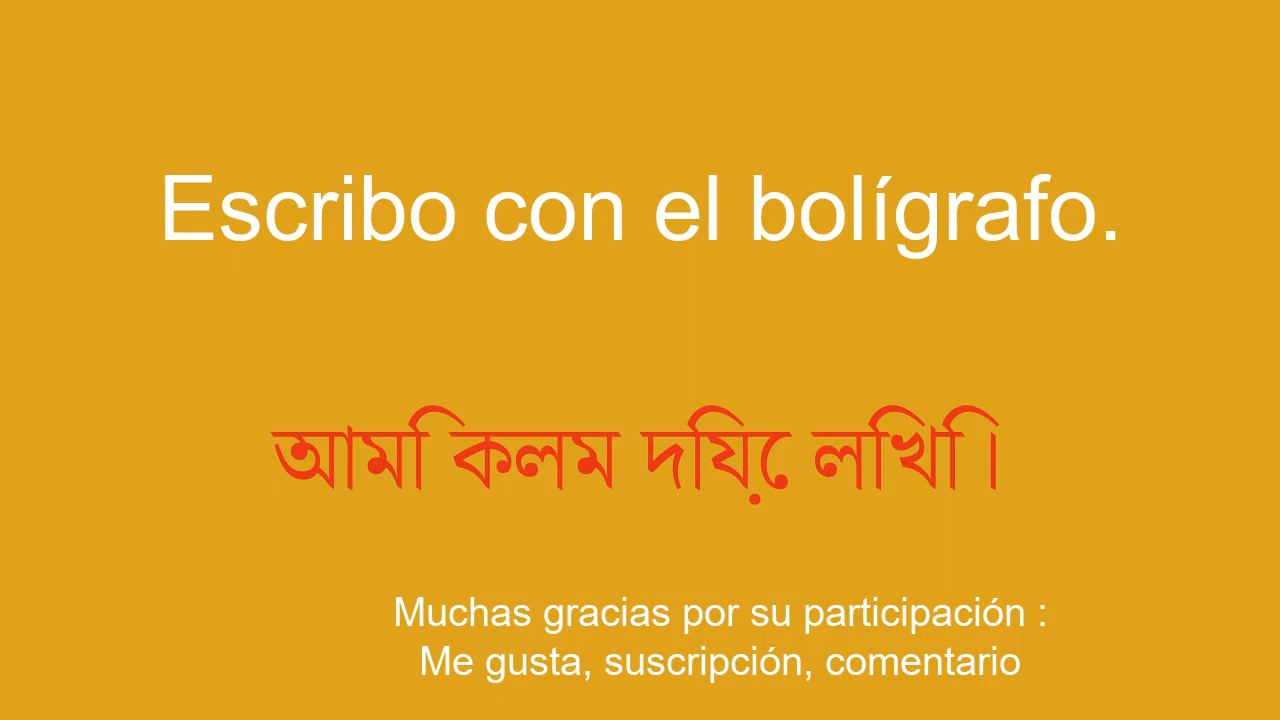 Escribo con el bolígrafo.
আমি কলম দিয়ে লিখি।
Muchas gracias por su participación :
Me gusta, suscripción, comentario